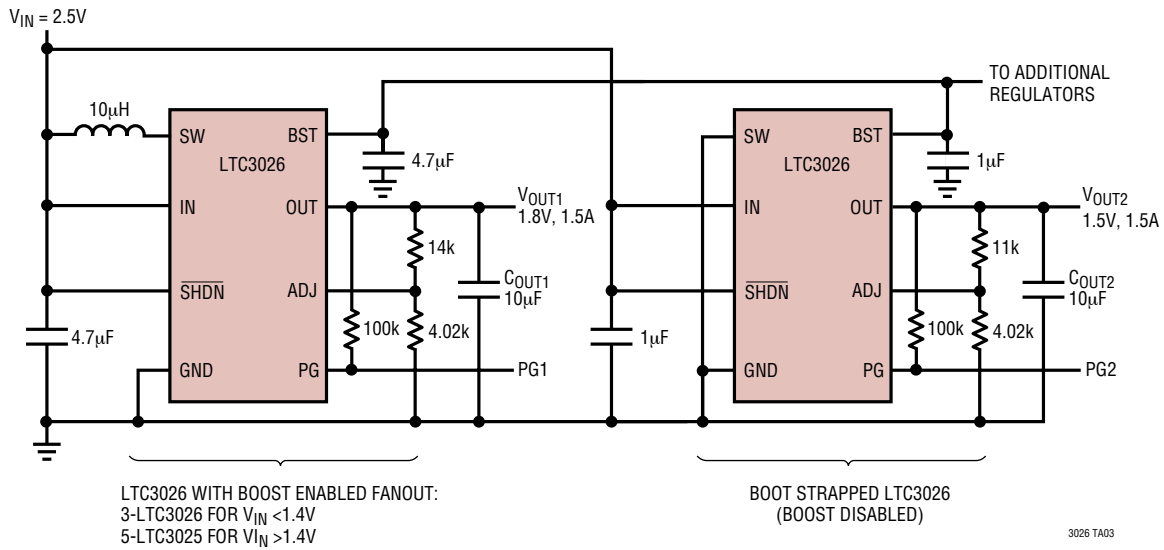 VIN = 2.5V
10µH
SW
BST
LTC3026
4.7µF
IN
OUT
VOUT1
1.8V, 1.5A
14k
COUT1
10µF
SHDN
ADJ
4.7µF
100k
4.02k
GND
PG
PG1
TO ADDITIONAL
REGULATORS
SW
BST
LTC3026
1µF
IN
OUT
VOUT2
1.5V, 1.5A
11k
COUT2
10µF
SHDN
ADJ
1µF
100k
4.02k
GND
PG
PG2
LTC3026 WITH BOOST ENABLED FANOUT:
3-LTC3026 FOR VIN <1.4V
5-LTC3025 FOR VIN >1.4V
BOOT STRAPPED LTC3026
(BOOST DISABLED)
3026 TA03